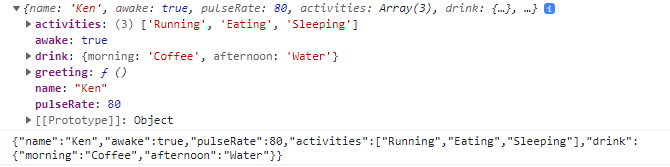 ▼{name: 'Ken', awake: true, pulseRate: 80, activities: Array(3), drink: {…}, …} i
▶ activities: (3) ['Running', 'Eating', 'Sleeping']
awake: true
▶ drink: {morning: 'Coffee', afternoon: 'Water'}
▶ greeting: ƒ ()
name: "Ken"
pulseRate: 80
▶ [[Prototype]]: Object
{"name":"Ken","awake":true,"pulseRate":80,"activities":["Running","Eating","Sleeping"],"drink":
{"morning":"Coffee","afternoon":"Water"}}